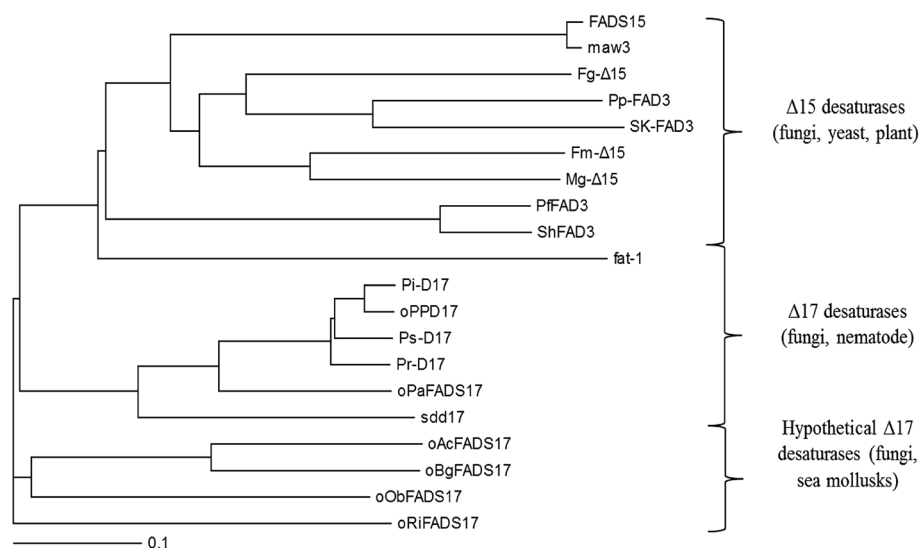 FADS15
maw3
Fg-Δ15
Pp-FAD3
SK-FAD3
Fm-Δ15
Mg-Δ15
PfFAD3
ShFAD3
fat-1
Pi-D17
oPPD17
Ps-D17
Pr-D17
oPaFADS17
sdd17
oAcFADS17
oBgFADS17
oObFADS17
oRiFADS17
0.1
Δ15 desaturases
(fungi, yeast, plant)
Δ17 desaturases
(fungi, nematode)
Hypothetical Δ17
desaturases (fungi,
sea mollusks)